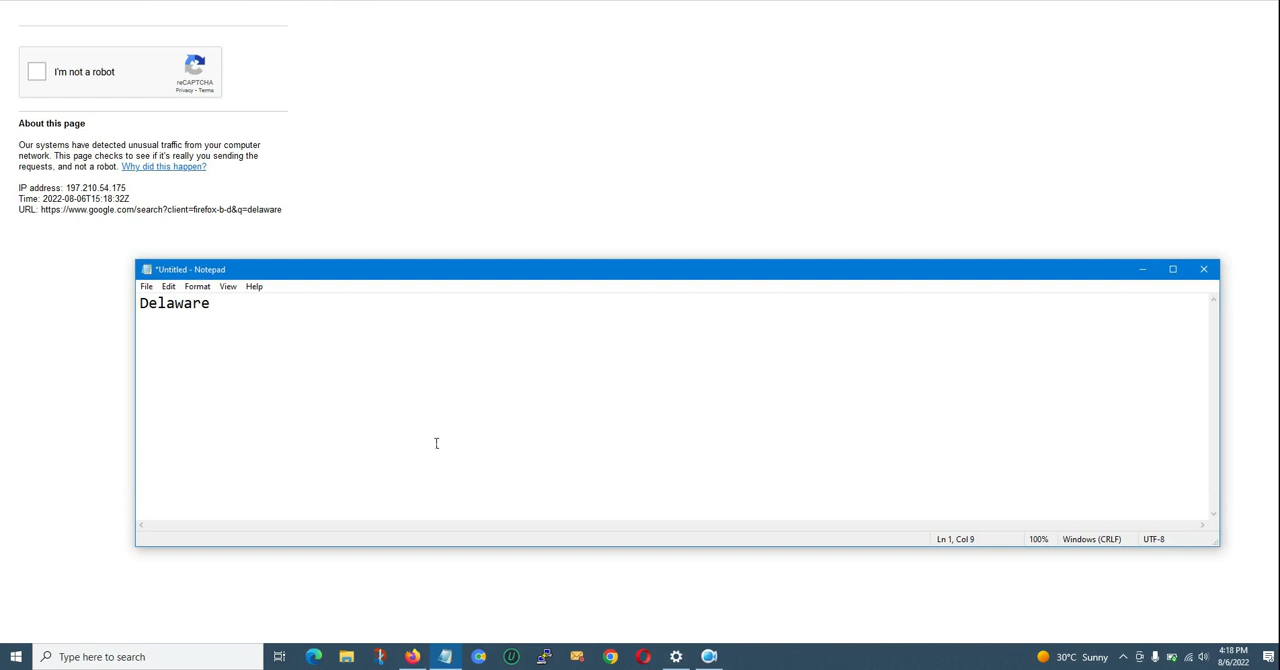 I'm not a robot
reCAPTCHA
Privacy - Terms
About this page
Our systems have detected unusual traffic from your computer
network. This page checks to see if it's really you sending the
requests, and not a robot. Why did this happen?
IP address: 197.210.54.175
Time: 2022-08-06T15:18:32Z
URL: https://www.google.com/search?client=firefox-b-d&q=delaware
*Untitled - Notepad
File Edit Format View Help
Delaware
Ln 1, Col 9 100% Windows (CRLF) UTF-8
Type here to search
30°C Sunny
4:18 PM
8/6/2022